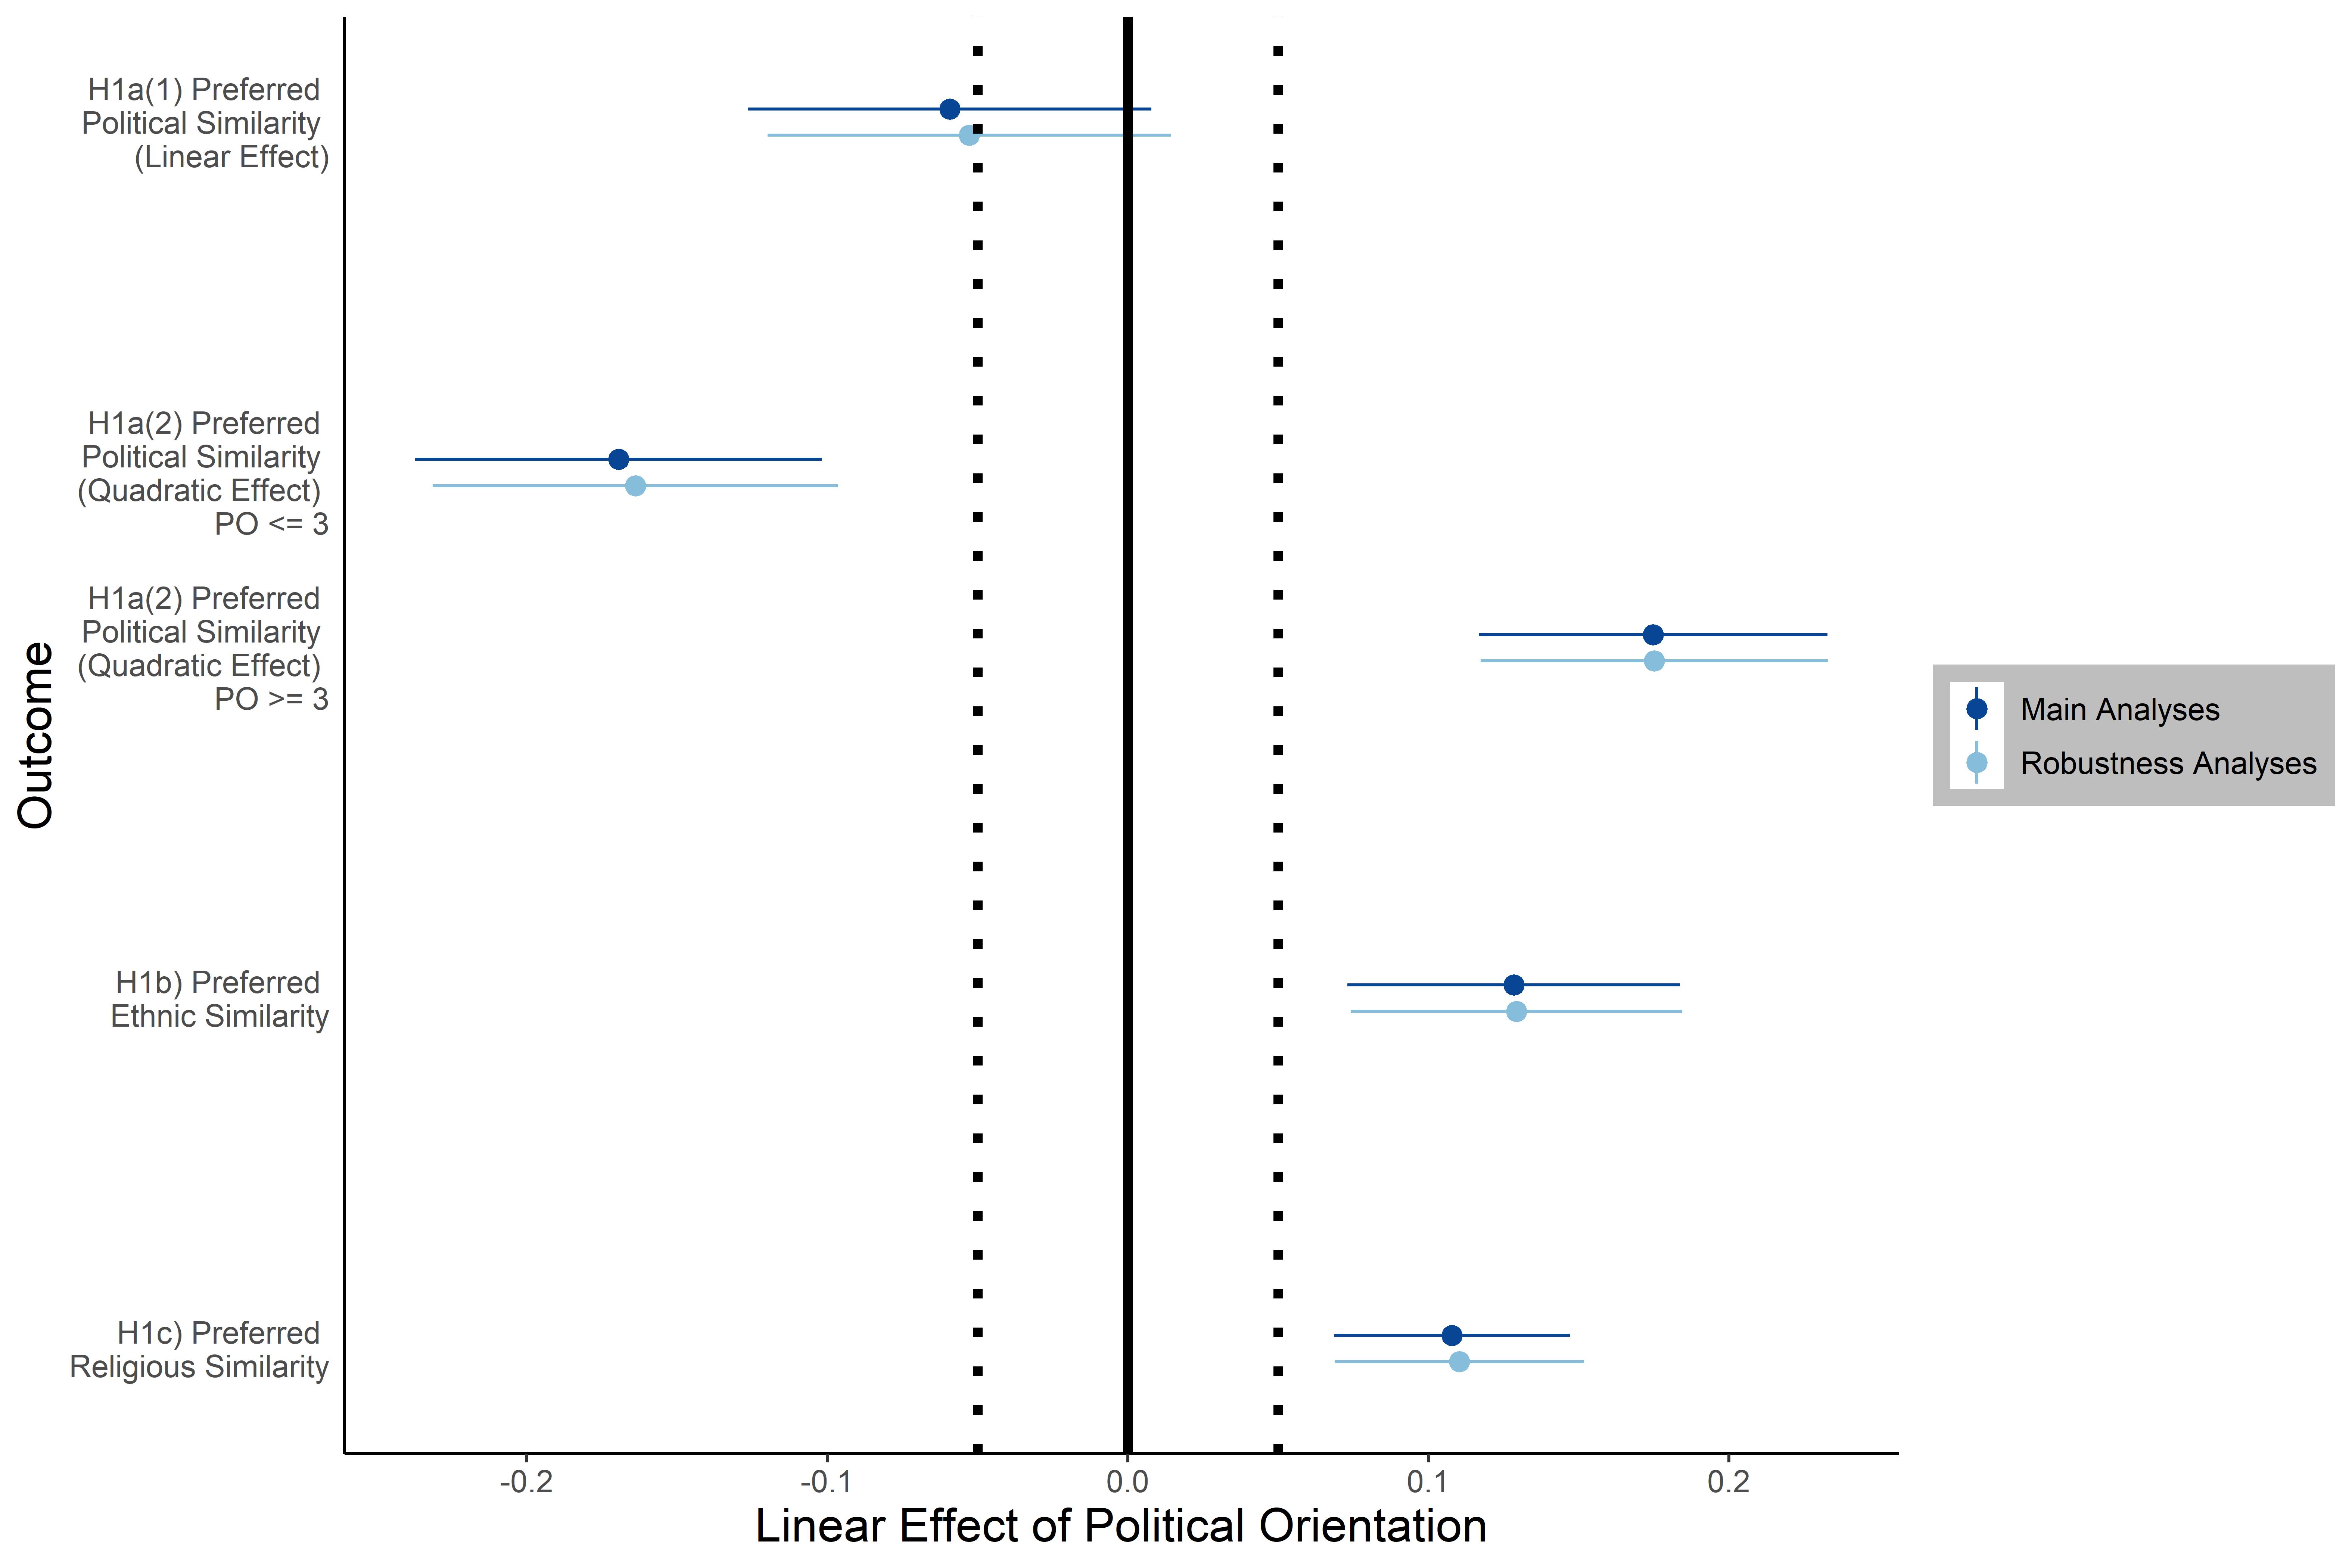 H1a(1) Preferred
Political Similarity
(Linear Effect)
H1a(2) Preferred
Political Similarity
(Quadratic Effect)
PO <= 3
H1a(2) Preferred
Political Similarity
(Quadratic Effect)
PO >= 3
H1b) Preferred
Ethnic Similarity
H1c) Preferred
Religious Similarity
Outcome
-0.2 -0.1 0.0 0.1 0.2
Linear Effect of Political Orientation
Main Analyses
Robustness Analyses